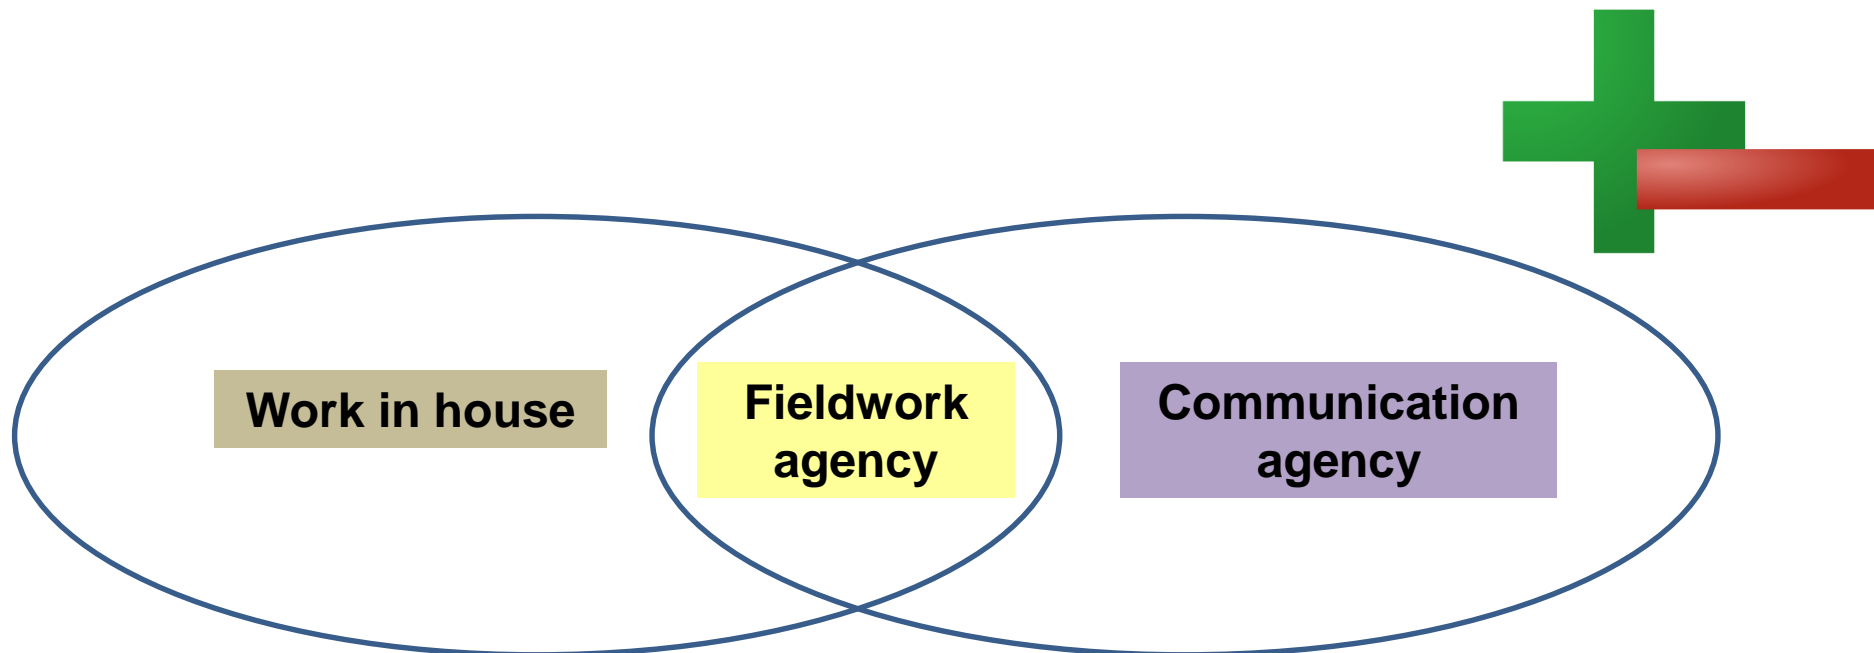 Work in house
Fieldwork
agency
Communication
agency